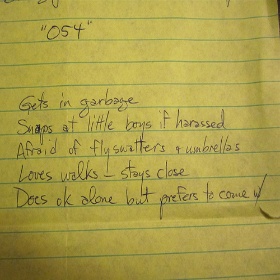 "054"
Gets in garbage
Snaps at little boys if harassed
Afraid of flyswatters & umbrellas
Loves walks - stays close
Does ok alone but prefers to come w/